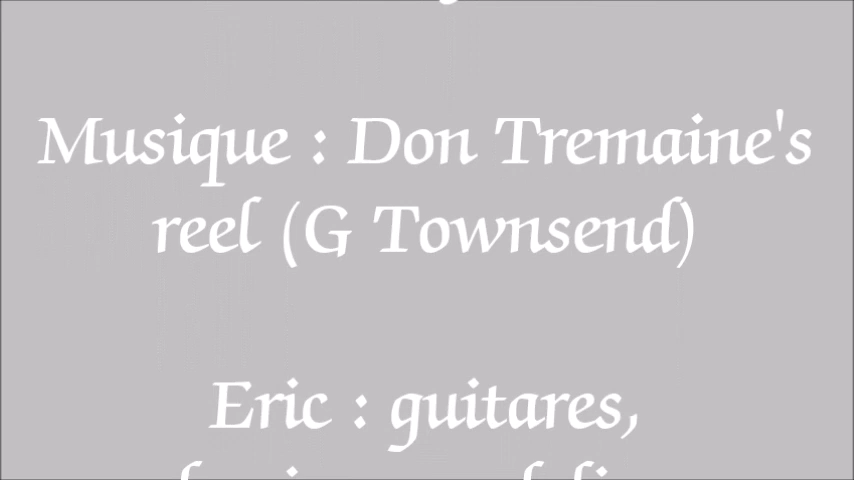 Musique : Don Tremaine's
reel (G Townsend)
Eric : guitares,